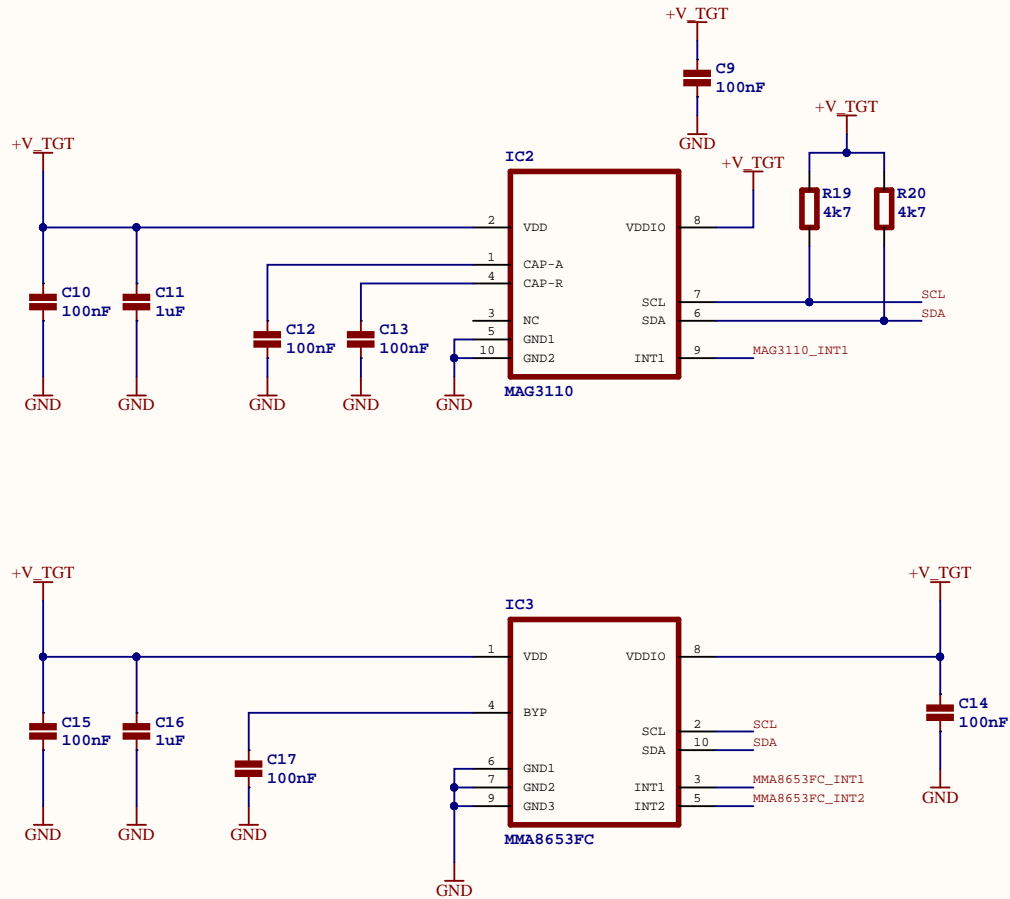 +V_TGT
C9
100nF
GND
+V_TGT
+V_TGT
IC2
+V_TGT
R19
4k7
R20
4k7
2
VDD
VDDIO
8
1
CAP-A
4
CAP-R
C10
100nF
C11
1uF
SCL
7
SCL
3
NC
SDA
6
SDA
C12
100nF
C13
100nF
5
GND1
10
GND2
INT1
9
MAG3110_INT1
MAG3110
GND
GND
GND
GND
GND
+V_TGT
+V_TGT
IC3
1
VDD
VDDIO
8
4
BYP
C15
100nF
C16
1uF
C14
100nF
SCL
2
SCL
SDA
10
SDA
C17
100nF
6
GND1
7
GND2
INT1
3
MMA8653FC_INT1
9
GND3
INT2
5
MMA8653FC_INT2
GND
GND
GND
GND
MMA8653FC
GND